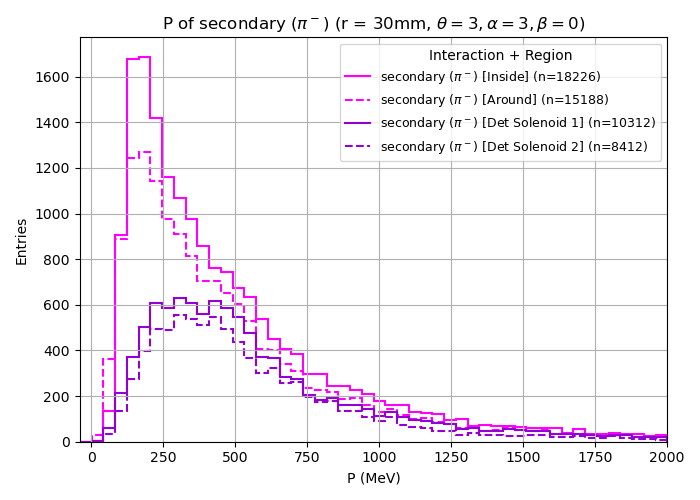 P of secondary (π⁻) (r = 30mm, θ = 3, α = 3, β = 0)
Interaction + Region
secondary (π⁻) [Inside] (n=18226)
secondary (π⁻) [Around] (n=15188)
secondary (π⁻) [Det Solenoid 1] (n=10312)
secondary (π⁻) [Det Solenoid 2] (n=8412)
Entries
1600
1400
1200
1000
800
600
400
200
0
0 250 500 750 1000 1250 1500 1750 2000
P (MeV)